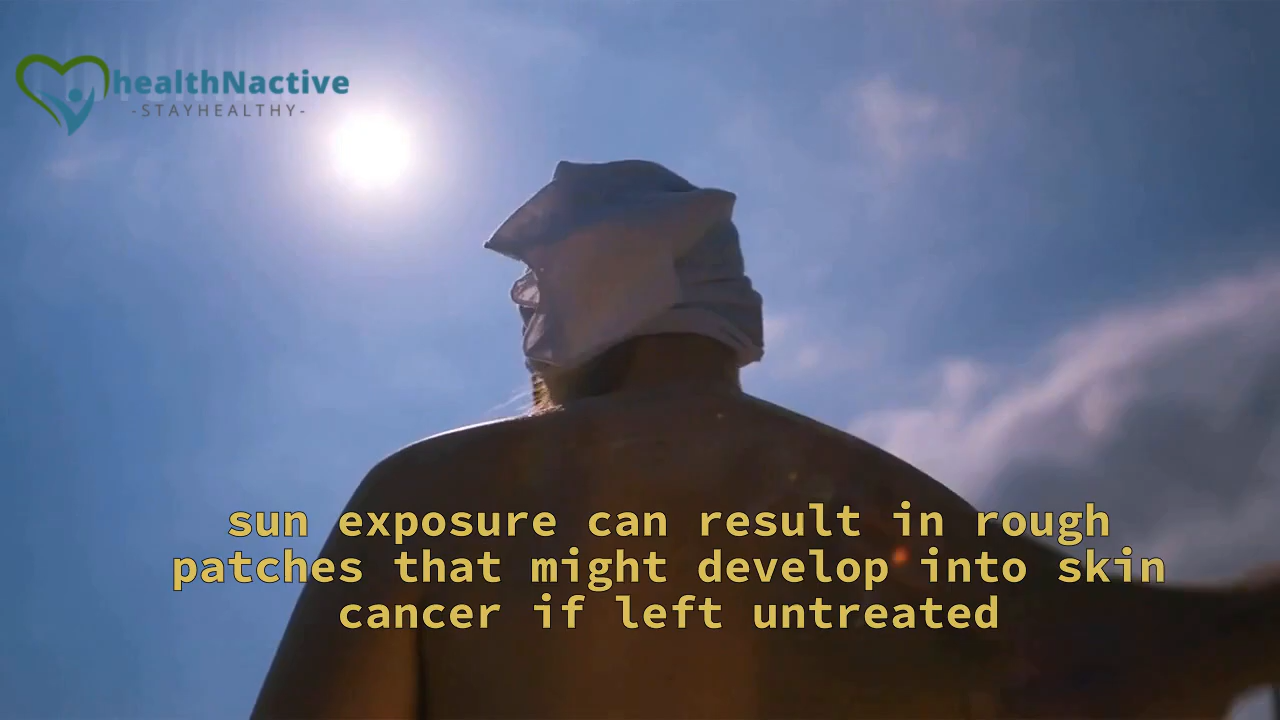 healthNactive
-STAYHEALTHY-
sun exposure can result in rough
patches that might develop into skin
cancer if left untreated